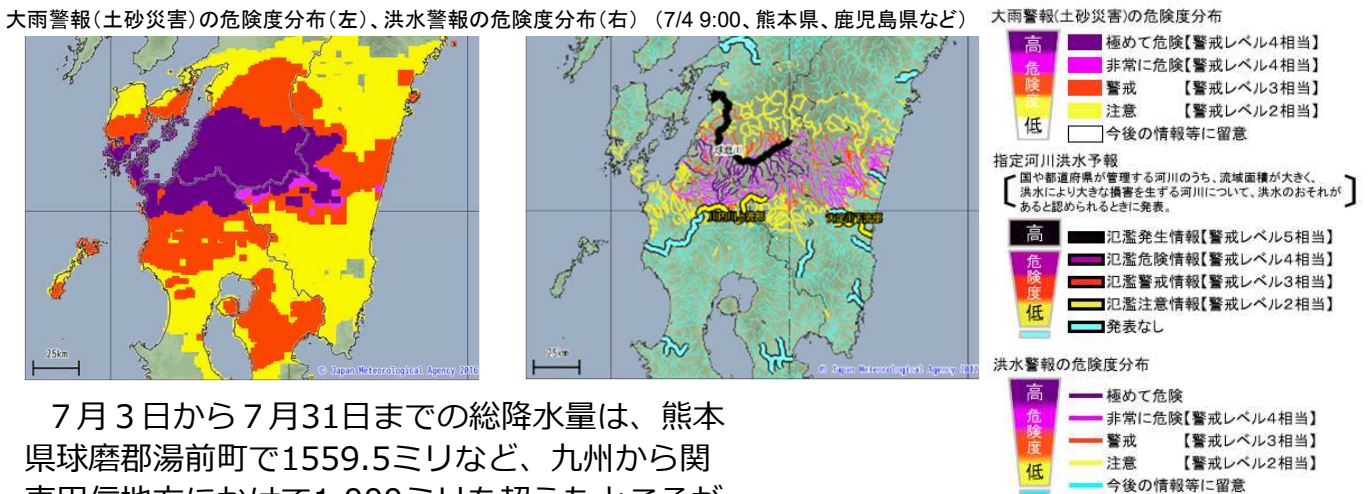 大雨警報(土砂災害)の危険度分布(左)、洪水警報の危険度分布(右) (7/4 9:00、熊本県、鹿児島県など)
25km
© Japan Meteorological Agency 2016
球磨川
川内川上流部
25km
大雨警報(土砂災害)の危険度分布
高
危険度
低
極めて危険【警戒レベル4相当】
非常に危険【警戒レベル4相当】
警戒 【警戒レベル3相当】
注意 【警戒レベル2相当】
今後の情報等に留意
指定河川洪水予報
国や都道府県が管理する河川のうち、流域面積が大きく、
洪水により大きな損害を生ずる河川について、洪水のおそれが
あると認められるときに発表。
高
危険度
低
氾濫発生情報【警戒レベル5相当】
氾濫危険情報【警戒レベル4相当】
氾濫警戒情報【警戒レベル3相当】
氾濫注意情報【警戒レベル2相当】
発表なし
洪水警報の危険度分布
高
危険度
低
極めて危険
非常に危険【警戒レベル4相当】
警戒 【警戒レベル3相当】
注意 【警戒レベル2相当】
今後の情報等に留意
7月3日から7月31日までの総降水量は、熊本
県球磨郡湯前町で1559.5ミリなど、九州から関